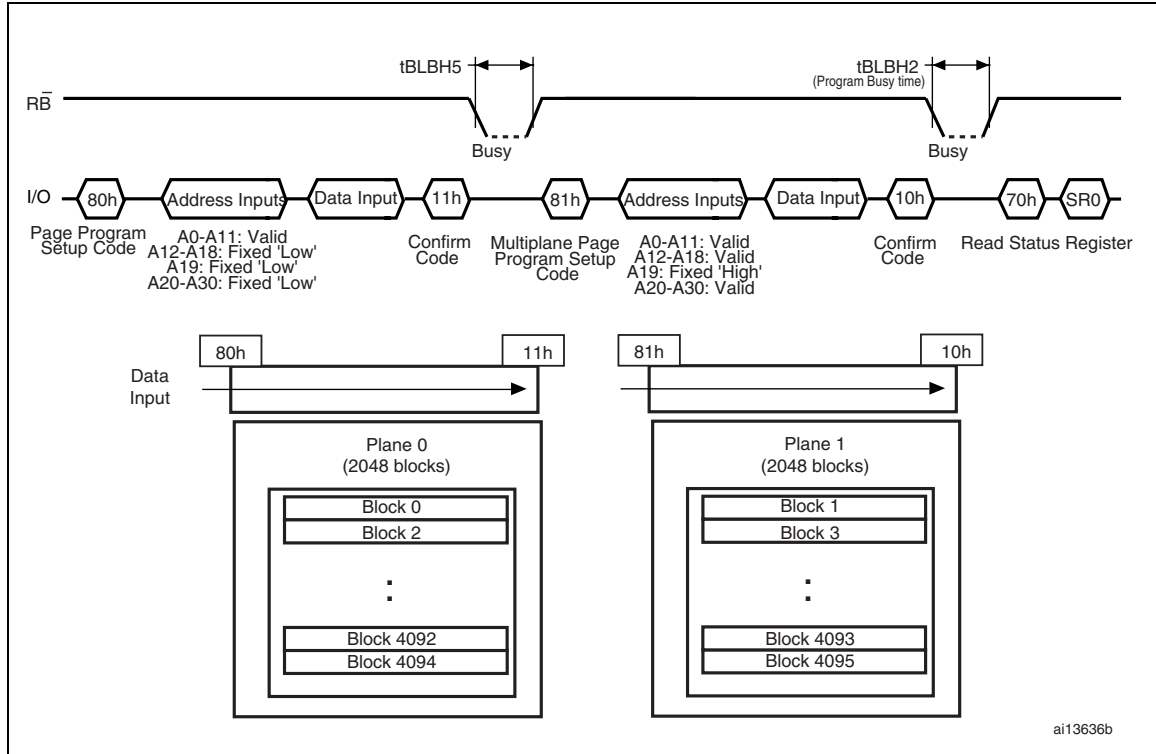 tBLBH5
tBLBH2
(Program Busy time)
RB̅
Busy
Busy
I/O
80h
Address Inputs
Data Input
11h
81h
Address Inputs
Data Input
10h
70h
SR0
Page Program
Setup Code
A0-A11: Valid
A12-A18: Fixed 'Low'
A19: Fixed 'Low'
A20-A30: Fixed 'Low'
Confirm
Code
Multiplane Page
Program Setup
Code
A0-A11: Valid
A12-A18: Valid
A19: Fixed 'High'
A20-A30: Valid
Confirm
Code
Read Status Register
80h
11h
81h
10h
Data
Input
Plane 0
(2048 blocks)
Block 0
Block 2
:
Block 4092
Block 4094
Plane 1
(2048 blocks)
Block 1
Block 3
:
Block 4093
Block 4095
ai13636b